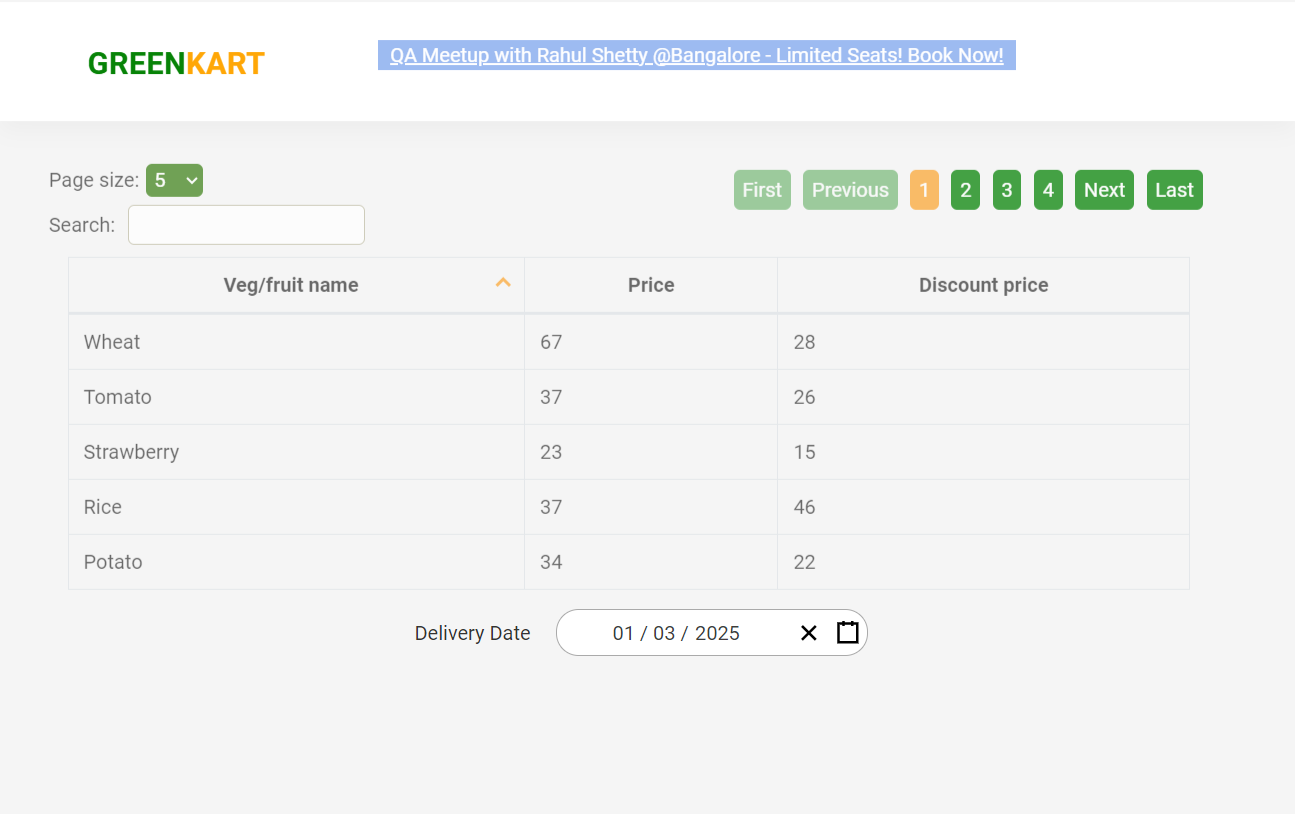 GREENKART
QA Meetup with Rahul Shetty @Bangalore - Limited Seats! Book Now!
Page size: 5
First Previous 1 2 3 4 Next Last
Search:
Veg/fruit name Price Discount price
Wheat 67 28
Tomato 37 26
Strawberry 23 15
Rice 37 46
Potato 34 22
Delivery Date 01 / 03 / 2025